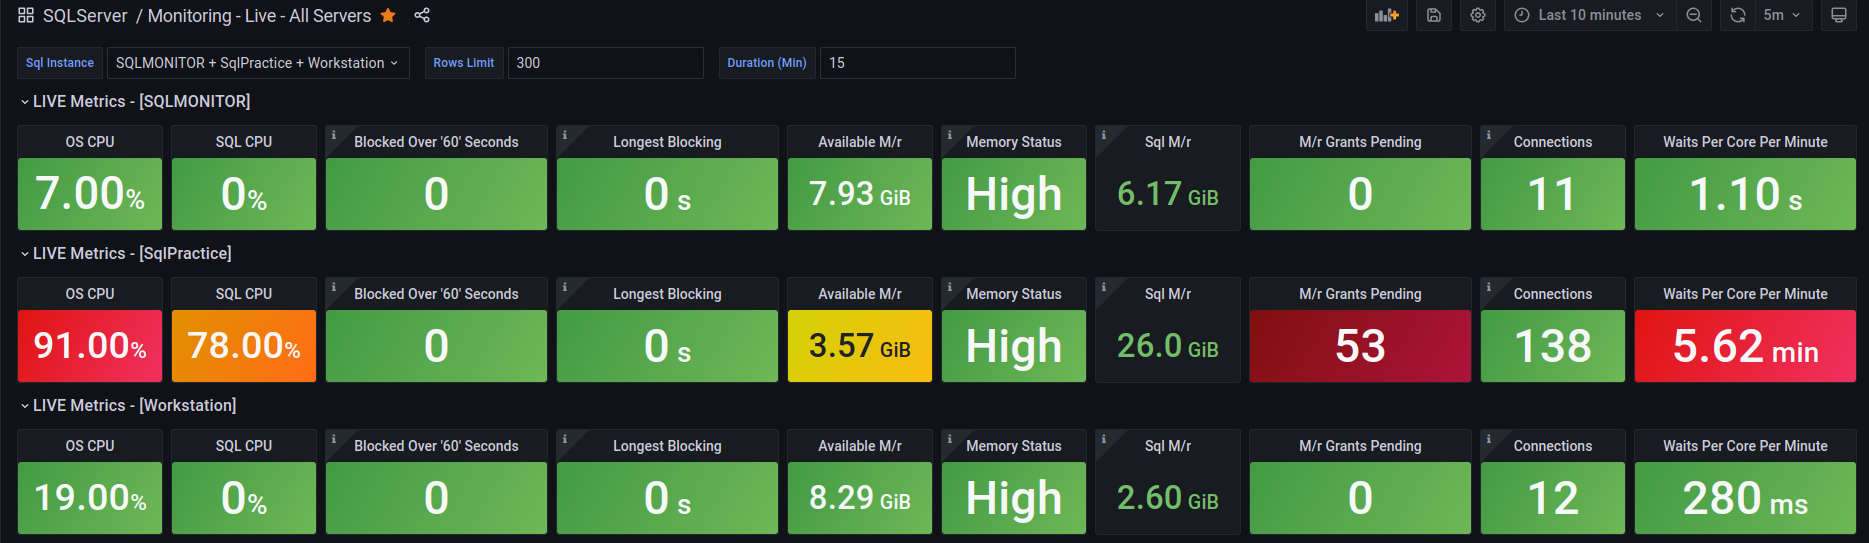 SQLServer / Monitoring - Live - All Servers Last 10 minutes 5m
Sql Instance SQLMONITOR + SqlPractice + Workstation Rows Limit 300 Duration (Min) 15
LIVE Metrics - [SQLMONITOR]
OS CPU SQL CPU Blocked Over '60' Seconds Longest Blocking Available M/r Memory Status Sql M/r M/r Grants Pending Connections Waits Per Core Per Minute
7.00% 0% 0 0 s 7.93 GiB High 6.17 GiB 0 11 1.10 s
LIVE Metrics - [SqlPractice]
OS CPU SQL CPU Blocked Over '60' Seconds Longest Blocking Available M/r Memory Status Sql M/r M/r Grants Pending Connections Waits Per Core Per Minute
91.00% 78.00% 0 0 s 3.57 GiB High 26.0 GiB 53 138 5.62 min
LIVE Metrics - [Workstation]
OS CPU SQL CPU Blocked Over '60' Seconds Longest Blocking Available M/r Memory Status Sql M/r M/r Grants Pending Connections Waits Per Core Per Minute
19.00% 0% 0 0 s 8.29 GiB High 2.60 GiB 0 12 280 ms